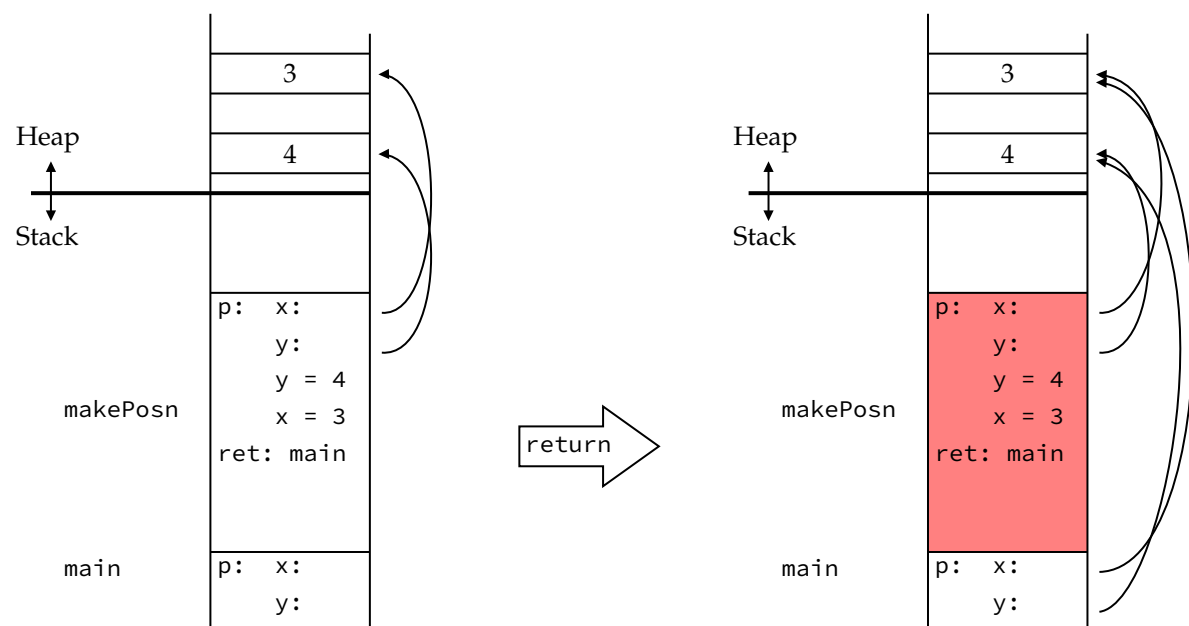 3
Heap
4
Stack
p: x:
y:
y = 4
makePosn
x = 3
ret: main
main
p: x:
y:
return
3
Heap
4
Stack
p: x:
y:
y = 4
makePosn
x = 3
ret: main
main
p: x:
y: